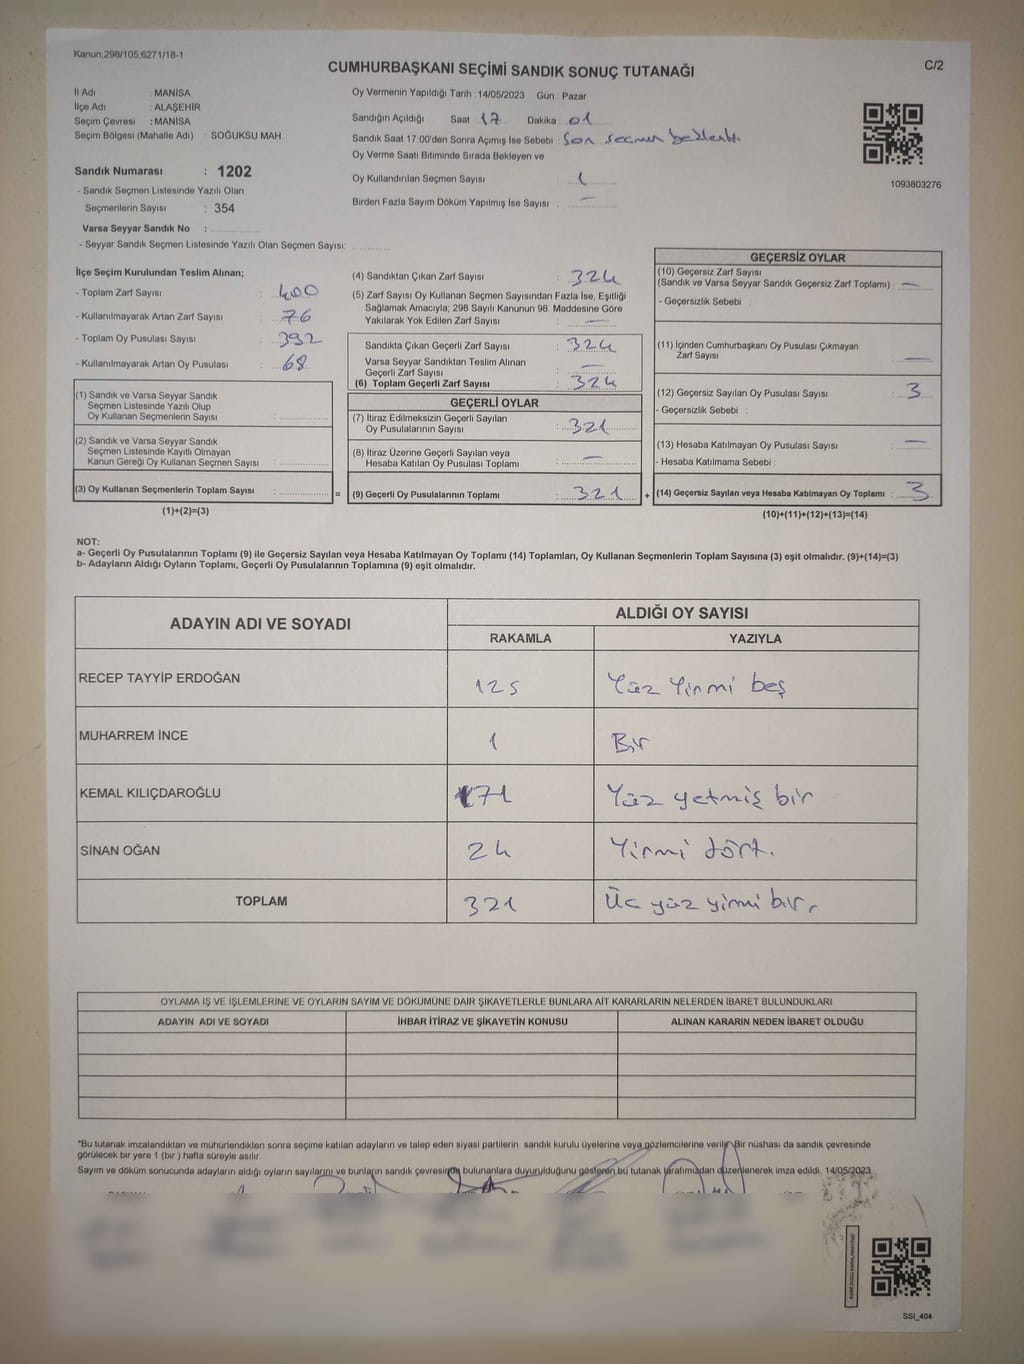 Kanun:298/105;6271/18-1
C/2
CUMHURBAŞKANI SEÇİMİ SANDIK SONUÇ TUTANAĞI
İl Adı : MANİSA
İlçe Adı : ALAŞEHİR
Seçim Çevresi : MANİSA
Seçim Bölgesi (Mahalle Adı) : SOĞUKSU MAH.
Sandık Numarası : 1202
- Sandık Seçmen Listesinde Yazılı Olan
Seçmenlerin Sayısı : 354
Varsa Seyyar Sandık No :
- Seyyar Sandık Seçmen Listesinde Yazılı Olan Seçmen Sayısı:
Oy Vermenin Yapıldığı Tarih : 14/05/2023 Gün : Pazar
Sandığın Açıldığı Saat 17 Dakika 01
Sandık Saat 17:00'den Sonra Açımış İse Sebebi : Son seçmen beklenti
Oy Verme Saati Bitiminde Sırada Bekleyen ve
Oy Kullandırılan Seçmen Sayısı : 1
Birden Fazla Sayım Döküm Yapılmış İse Sayısı : —
1093803276
İlçe Seçim Kurulundan Teslim Alınan;
- Toplam Zarf Sayısı : 400
- Kullanılmayarak Artan Zarf Sayısı : 76
- Toplam Oy Pusulası Sayısı : 392
- Kullanılmayarak Artan Oy Pusulası : 68
(1) Sandık ve Varsa Seyyar Sandık
Seçmen Listesinde Yazılı Olup
Oy Kullanan Seçmenlerin Sayısı :
(2) Sandık ve Varsa Seyyar Sandık
Seçmen Listesinde Kayıtlı Olmayan
Kanun Gereği Oy Kullanan Seçmen Sayısı :
(3) Oy Kullanan Seçmenlerin Toplam Sayısı :
(1)+(2)=(3)
=
(4) Sandıktan Çıkan Zarf Sayısı : 324
(5) Zarf Sayısı Oy Kullanan Seçmen Sayısından Fazla İse, Eşitliği
Sağlamak Amacıyla; 298 Sayılı Kanunun 98. Maddesine Göre
Yakılarak Yok Edilen Zarf Sayısı : —
Sandıkta Çıkan Geçerli Zarf Sayısı : 324
Varsa Seyyar Sandıktan Teslim Alınan
Geçerli Zarf Sayısı : —
(6) Toplam Geçerli Zarf Sayısı : 324
GEÇERLİ OYLAR
(7) İtiraz Edilmeksizin Geçerli Sayılan
Oy Pusulalarının Sayısı : 321
(8) İtiraz Üzerine Geçerli Sayılan veya
Hesaba Katılan Oy Pusulası Toplamı : —
(9) Geçerli Oy Pusulalarının Toplamı : 321
+
GEÇERSİZ OYLAR
(10) Geçersiz Zarf Sayısı
(Sandık ve Varsa Seyyar Sandık Geçersiz Zarf Toplamı) : —
- Geçersizlik Sebebi :
(11) İçinden Cumhurbaşkanı Oy Pusulası Çıkmayan
Zarf Sayısı : —
(12) Geçersiz Sayılan Oy Pusulası Sayısı : 3
- Geçersizlik Sebebi :
(13) Hesaba Katılmayan Oy Pusulası Sayısı : —
- Hesaba Katılmama Sebebi :
(14) Geçersiz Sayılan veya Hesaba Katılmayan Oy Toplamı : 3
(10)+(11)+(12)+(13)=(14)
NOT:
a- Geçerli Oy Pusulalarının Toplamı (9) ile Geçersiz Sayılan veya Hesaba Katılmayan Oy Toplamı (14) Toplamları, Oy Kullanan Seçmenlerin Toplam Sayısına (3) eşit olmalıdır. (9)+(14)=(3)
b- Adayların Aldığı Oyların Toplamı, Geçerli Oy Pusulalarının Toplamına (9) eşit olmalıdır.
ADAYIN ADI VE SOYADI
ALDIĞI OY SAYISI
RAKAMLA YAZIYLA
RECEP TAYYİP ERDOĞAN 125 Yüz Yirmi beş
MUHARREM İNCE 1 Bir
KEMAL KILIÇDAROĞLU 171 Yüz yetmiş bir
SİNAN OĞAN 24 Yirmi dört.
TOPLAM 321 Üç yüz yirmi bir.
OYLAMA İŞ VE İŞLEMLERİNE VE OYLARIN SAYIM VE DÖKÜMÜNE DAİR ŞİKAYETLERLE BUNLARA AİT KARARLARIN NELERDEN İBARET BULUNDUKLARI
ADAYIN ADI VE SOYADI İHBAR İTİRAZ VE ŞİKAYETİN KONUSU ALINAN KARARIN NEDEN İBARET OLDUĞU
*Bu tutanak imzalandıktan ve mühürlendikten sonra seçime katılan adayların ve talep eden siyasi partilerin sandık kurulu üyelerine veya gözlemcilerine verilir. Bir nüshası da sandık çevresinde
görülecek bir yere 1 (bir ) hafta süreyle asılır.
Sayım ve döküm sonucunda adayların aldığı oyların sayılarını ve bunların sandık çevresinde bulunanlara duyurulduğunu gösteren bu tutanak tarafımızdan düzenlenerek imza edildi. 14/05/2023
SSI_404